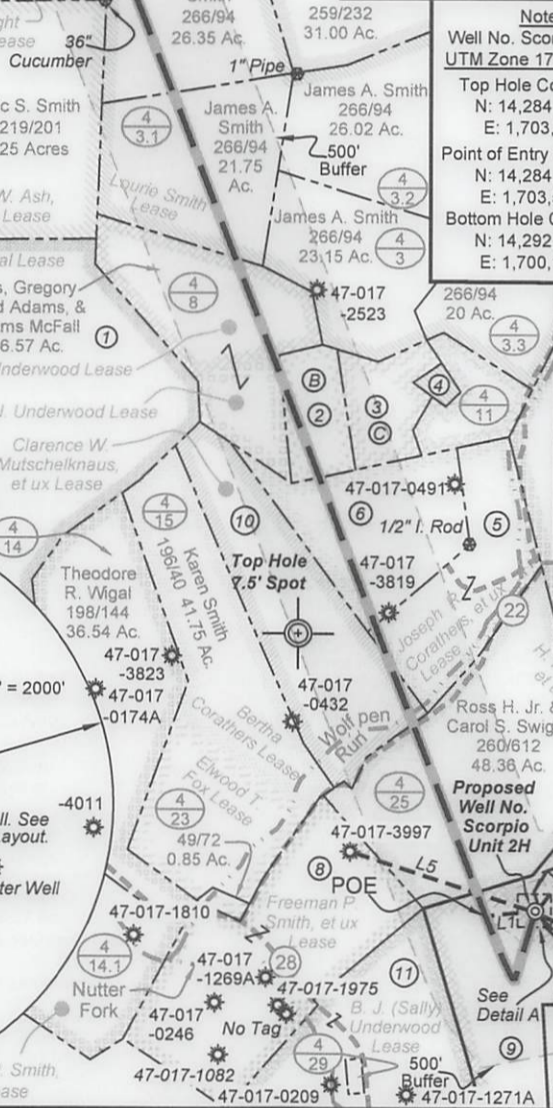 266/94
26.35 Ac.
259/232
31.00 Ac.
36"
Cucumber
1" Pipe
Well No.
UTM Zone 17
Top Hole
N: 14,284
E: 1,703,
Point of Entry
N: 14,284
E: 1,703,
Bottom Hole
N: 14,292
E: 1,700,
S. Smith
219/201
25 Acres
4
3.1
James A.
Smith
266/94
21.75
Ac.
James A. Smith
266/94
26.02 Ac.
500'
Buffer
4
3.2
W. Ash,
Lease
Lourie Smith
Lease
James A. Smith
266/94
23.15 Ac.
4
3
Lease
Gregory
Adams, &
McFall
6.57 Ac.
4
8
47-017
-2523
266/94
20 Ac.
4
3.3
1
Underwood Lease
B
2
3
C
4
4
11
Underwood Lease
Clarence W.
Mutschelknaus,
et ux Lease
47-017-0491
4
15
10
6
1/2" I. Rod
5
4
14
Karen Smith
196/40 41.75 Ac.
Top Hole
7.5' Spot
47-017
-3819
Theodore
R. Wigal
198/144
36.54 Ac.
Joseph P.
Corathers, et ux
Lease
22
47-017
-3823
= 2000'
47-017
-0174A
47-017
-0432
Bertha
Corathers Lease
Wolf pen
Run
Ross H. Jr. &
Carol S. Swig
260/612
48.36 Ac.
Elwood T
Fox Lease
4
23
4
25
Proposed
Well No.
Scorpio
Unit 2H
See
-4011
49/72
0.85 Ac.
47-017-3997
L5
8
POE
Well
47-017-1810
Freeman P
Smith, et ux
Lease
L1
4
14.1
47-017
-1269A
28
11
Nutter
Fork
47-017-1975
47-017
-0246
No Tag
B. J. (Sally)
Underwood
Lease
See
Detail A
4
29
9
Smith,
47-017-1082
500'
Buffer
47-017-0209
47-017-1271A